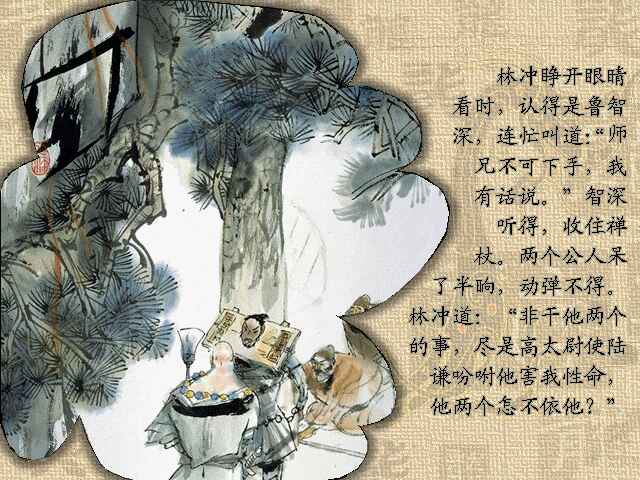 林冲睁开眼睛
看时，认得是鲁智
深，连忙叫道:“师
兄不可下手，我
有话说。”智深
听得，收住禅
杖。两个公人呆
了半晌，动弹不得。
林冲道：“非干他两个
的事，尽是高太尉使陆
谦吩咐他害我性命，
他两个怎不依他？”